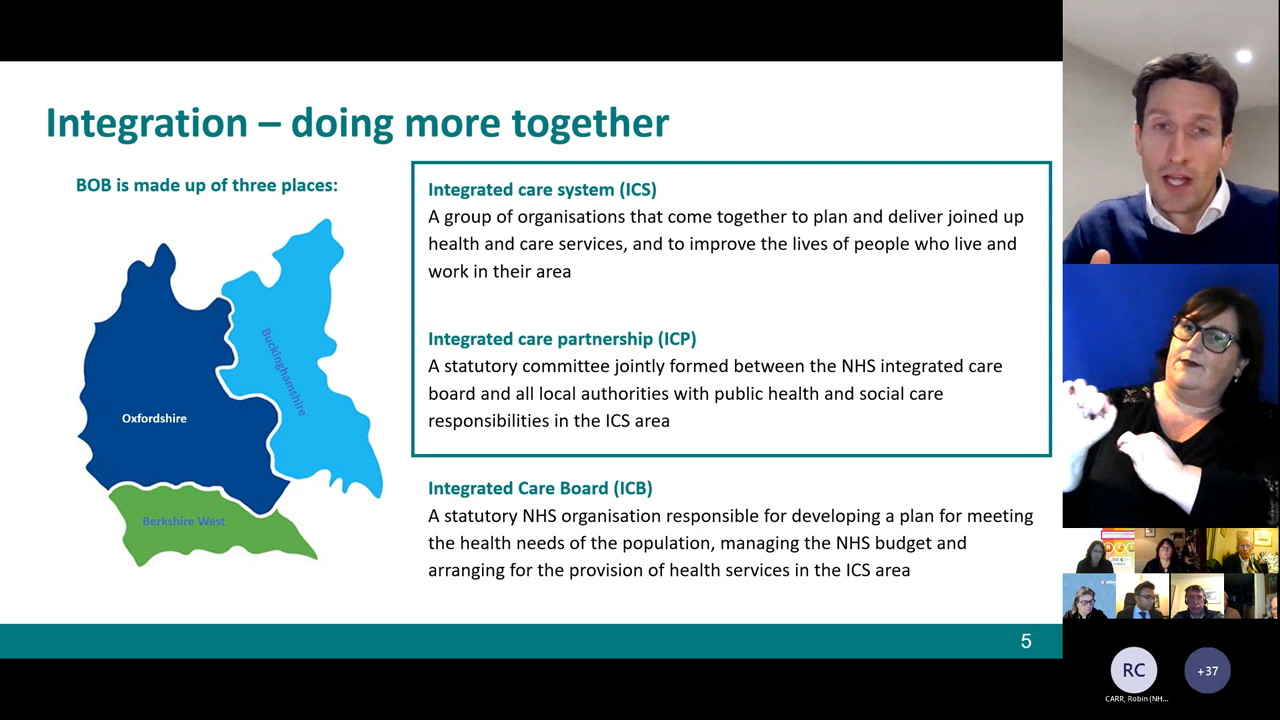 Integration – doing more together
BOB is made up of three places:
Oxfordshire
Buckinghamshire
Berkshire West
Integrated care system (ICS)
A group of organisations that come together to plan and deliver joined up
health and care services, and to improve the lives of people who live and
work in their area
Integrated care partnership (ICP)
A statutory committee jointly formed between the NHS integrated care
board and all local authorities with public health and social care
responsibilities in the ICS area
Integrated Care Board (ICB)
A statutory NHS organisation responsible for developing a plan for meeting
the health needs of the population, managing the NHS budget and
arranging for the provision of health services in the ICS area
5
RC
+37
CARR, Robin (NH...